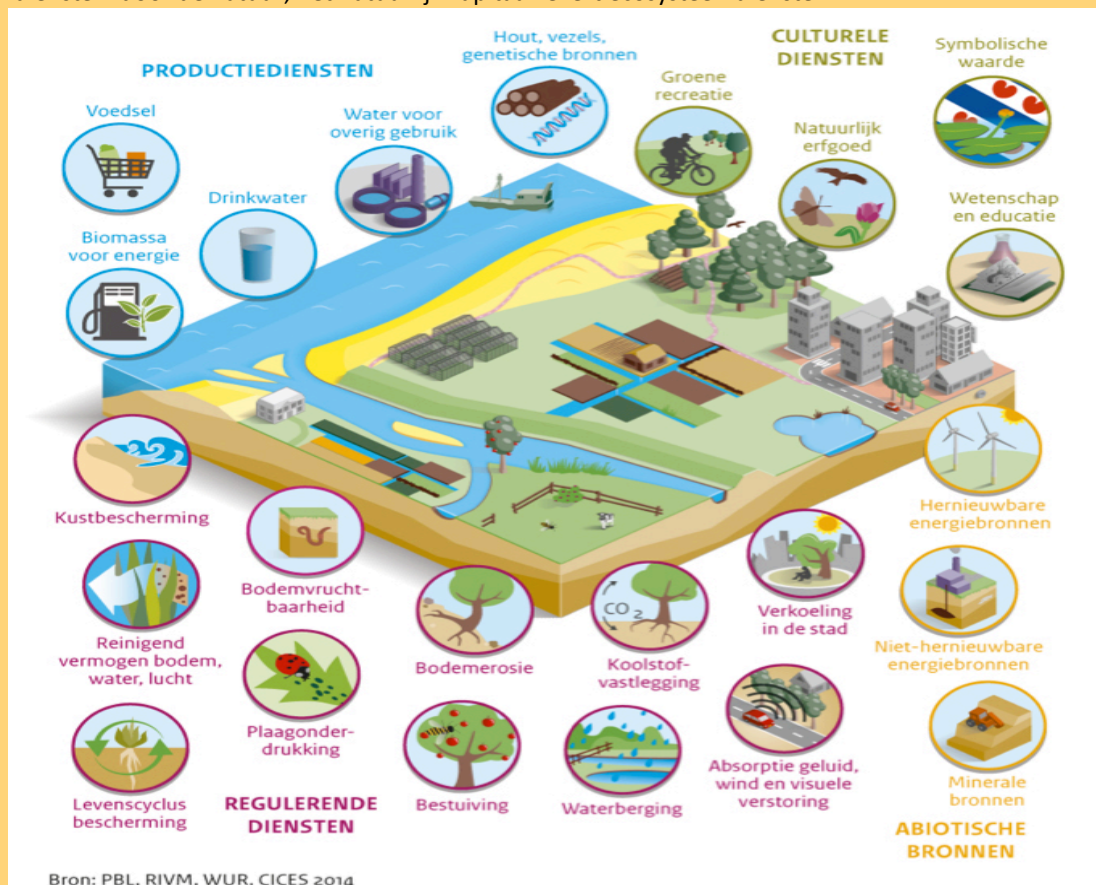 PRODUCTIEDIENSTEN
Voedsel
Drinkwater
Biomassa
voor energie
Water voor
overig gebruik
Hout, vezels,
genetische bronnen
CULTURELE
DIENSTEN
Groene
recreatie
Natuurlijk
erfgoed
Symbolische
waarde
Wetenschap
en educatie
Kustbescherming
Reinigend
vermogen bodem,
water, lucht
Levenscyclus
bescherming
Bodemvrucht-
baarheid
Plaagonder-
drukking
REGULERENDE
DIENSTEN
Bodemerosie
Bestuiving
CO2
Koolstof-
vastlegging
Waterberging
Verkoeling
in de stad
Absorptie geluid,
wind en visuele
verstoring
Hernieuwbare
energiebronnen
Niet-hernieuwbare
energiebronnen
Minerale
bronnen
ABIOTISCHE
BRONNEN
Bron: PBL, RIVM, WUR, CICES 2014